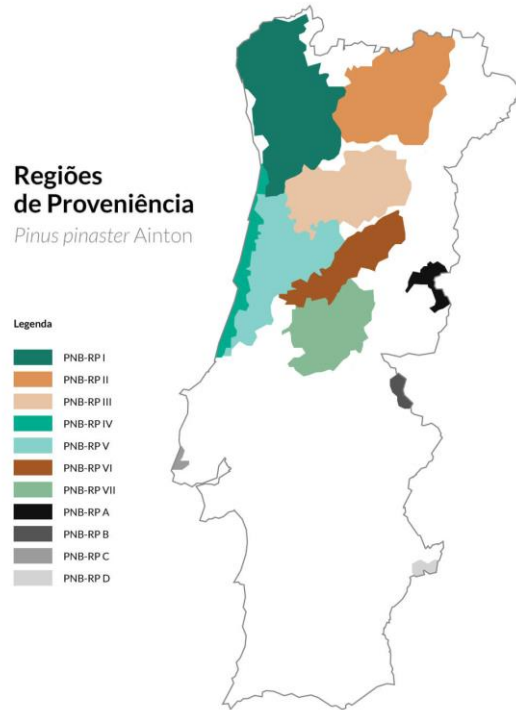 Regiões
de Proveniência
Pinus pinaster Ainton
Legenda
PNB-RP I
PNB-RP II
PNB-RP III
PNB-RP IV
PNB-RP V
PNB-RP VI
PNB-RP VII
PNB-RP A
PNB-RP B
PNB-RP C
PNB-RP D